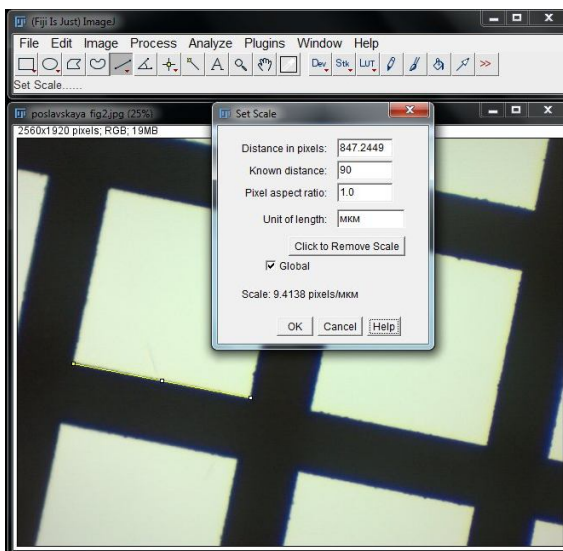 (Fiji Is Just) ImageJ
File Edit Image Process Analyze Plugins Window Help
A Dev. Stk. LUT >>
Set Scale......
poslavskaya fig2.jpg (25%)
2560x1920 pixels; RGB; 19MB
Set Scale
Distance in pixels: 847.2449
Known distance: 90
Pixel aspect ratio: 1.0
Unit of length: мкм
Click to Remove Scale
Global
Scale: 9.4138 pixels/мкм
OK Cancel Help